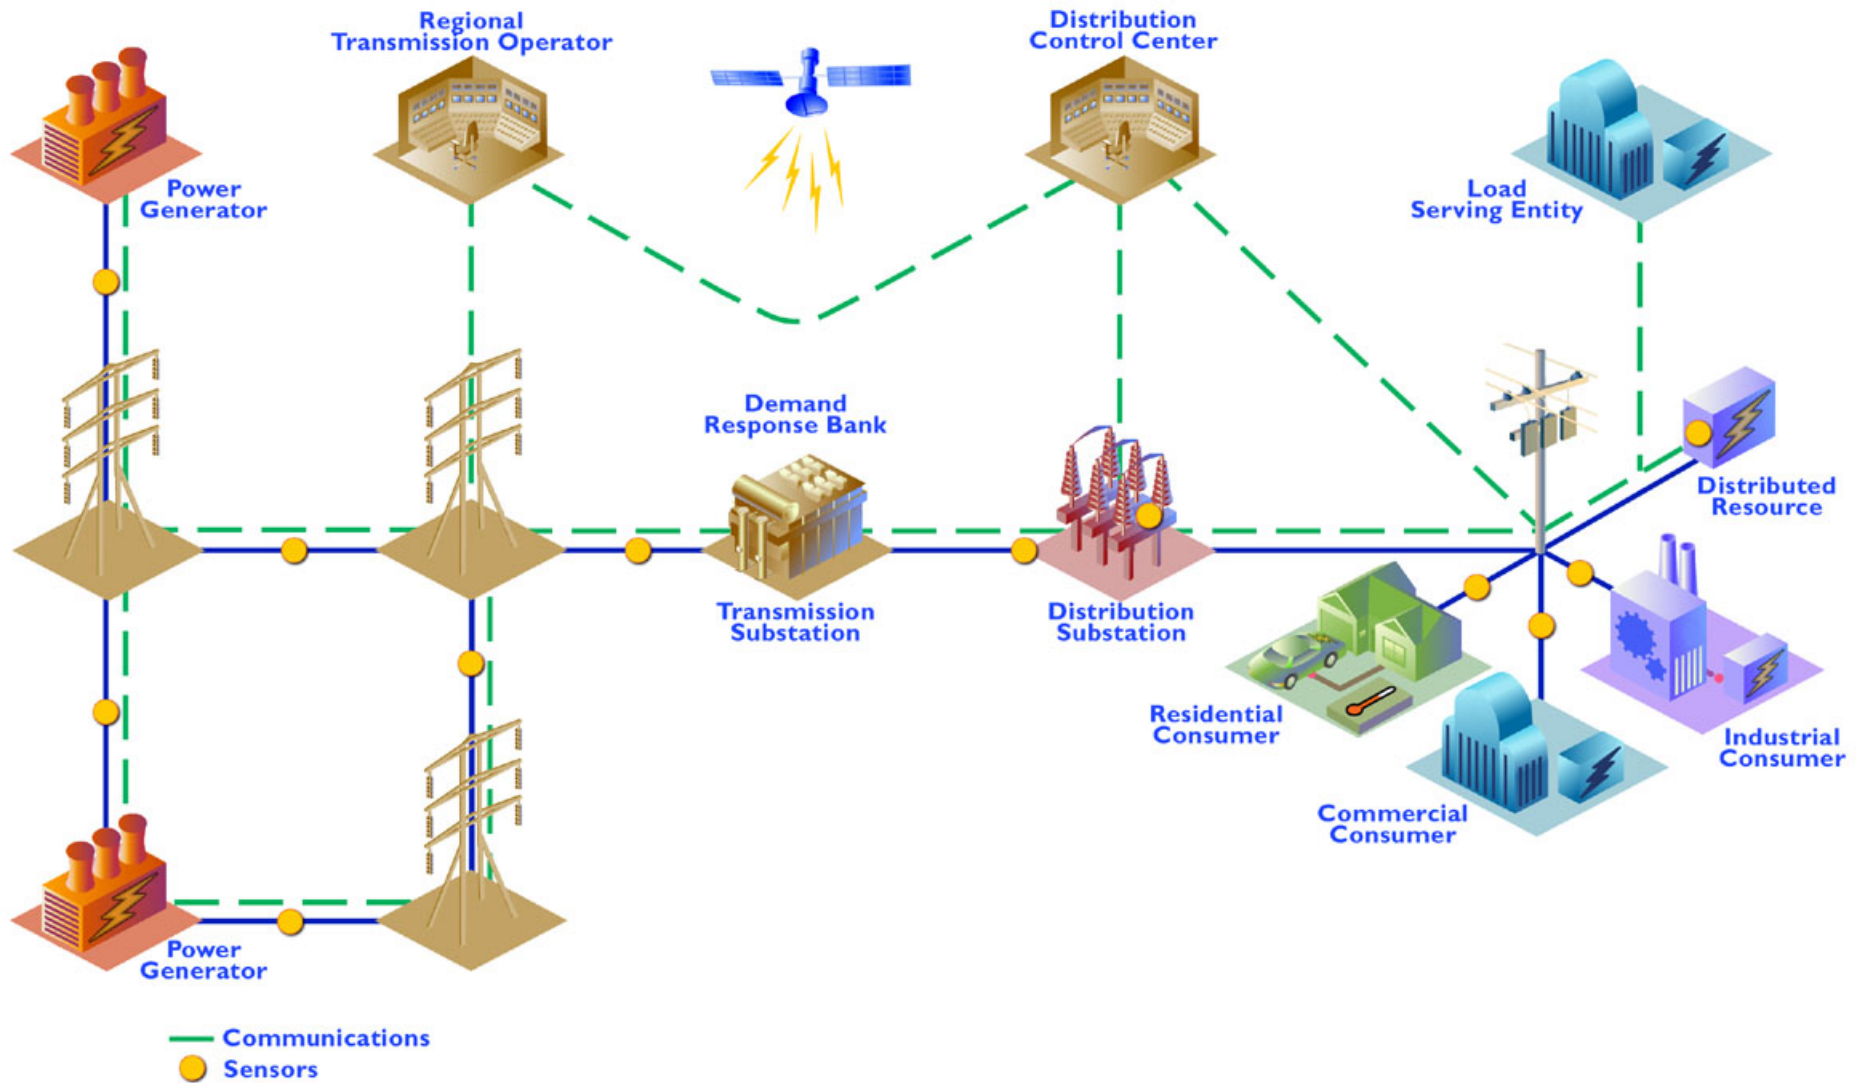 Regional
Transmission Operator
Distribution
Control Center
Power
Generator
Load
Serving Entity
Demand
Response Bank
Distributed
Resource
Transmission
Substation
Distribution
Substation
Residential
Consumer
Industrial
Consumer
Commercial
Consumer
Power
Generator
Communications
Sensors